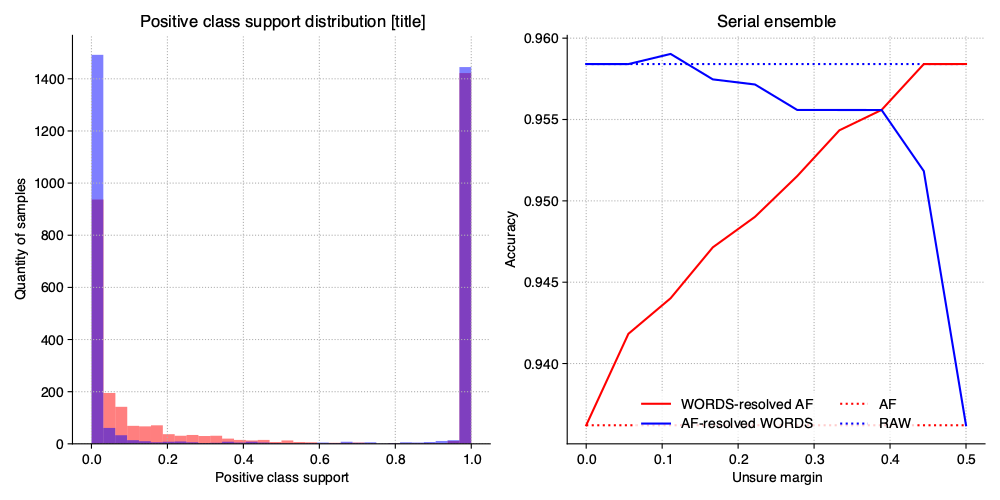 Positive class support distribution [title]
Quantity of samples
1400
1200
1000
800
600
400
200
0
0.0 0.2 0.4 0.6 0.8 1.0
Positive class support
Serial ensemble
Accuracy
0.960
0.955
0.950
0.945
0.940
WORDS-resolved AF
AF-resolved WORDS
AF
RAW
0.0 0.1 0.2 0.3 0.4 0.5
Unsure margin